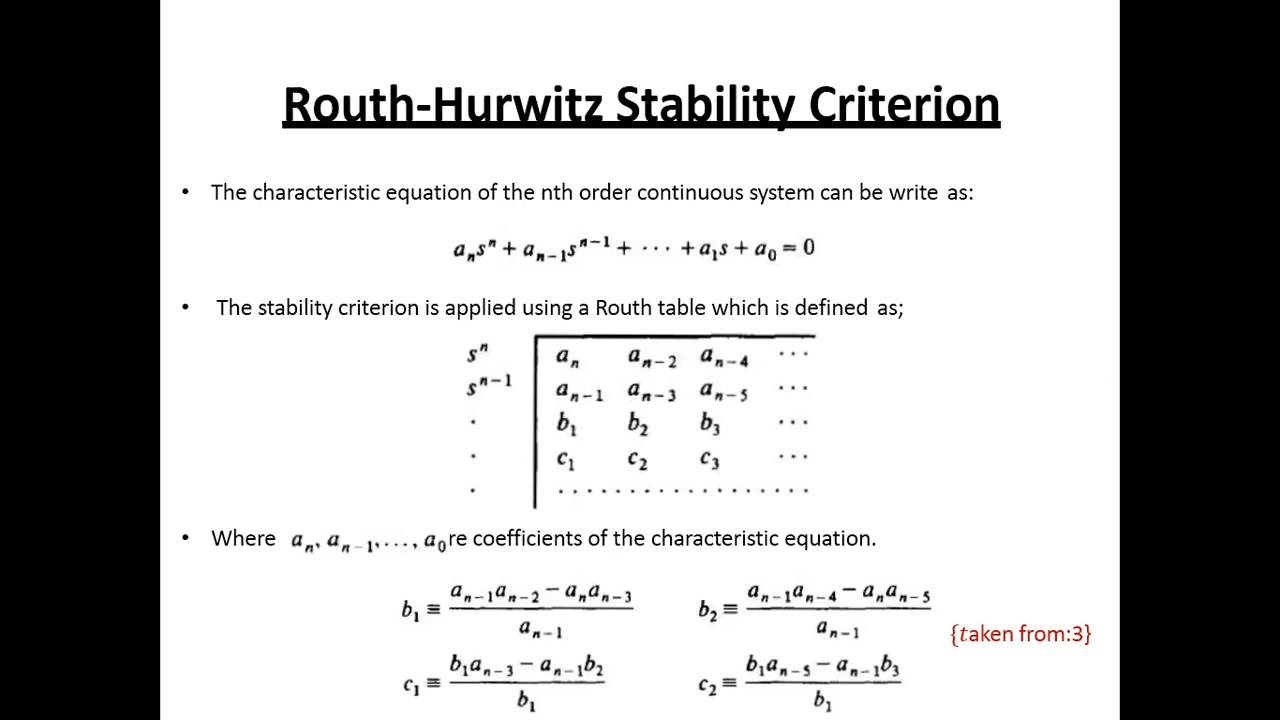 Routh-Hurwitz Stability Criterion
• The characteristic equation of the nth order continuous system can be write as:
aₙsⁿ + aₙ₋₁sⁿ⁻¹ + ··· + a₁s + a₀ = 0
• The stability criterion is applied using a Routh table which is defined as;
sⁿ aₙ aₙ₋₂ aₙ₋₄ ···
sⁿ⁻¹ aₙ₋₁ aₙ₋₃ aₙ₋₅ ···
· b₁ b₂ b₃ ···
· c₁ c₂ c₃ ···
· ··················
• Where aₙ, aₙ₋₁, ..., a₀ re coefficients of the characteristic equation.
b₁ ≡ (aₙ₋₁aₙ₋₂ − aₙaₙ₋₃) / aₙ₋₁ b₂ ≡ (aₙ₋₁aₙ₋₄ − aₙaₙ₋₅) / aₙ₋₁
{taken from:3}
c₁ ≡ (b₁aₙ₋₃ − aₙ₋₁b₂) / b₁ c₂ ≡ (b₁aₙ₋₅ − aₙ₋₁b₃) / b₁